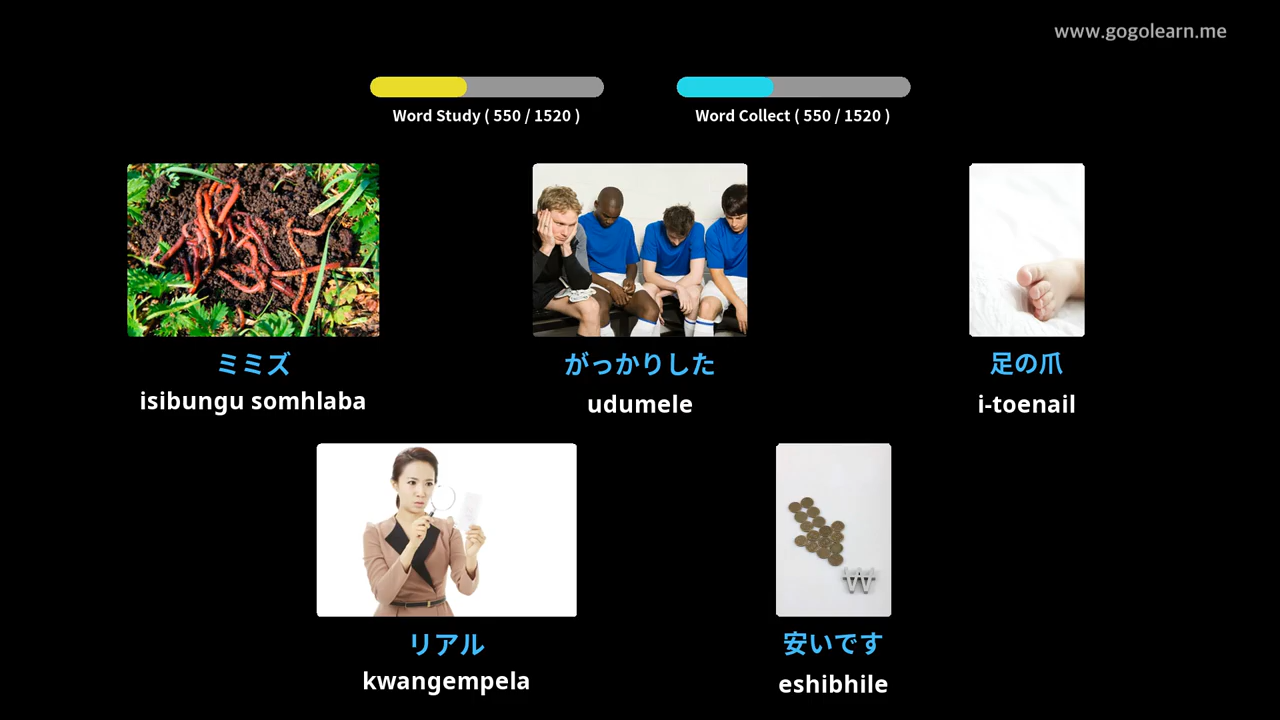 www.gogolearn.me
Word Study ( 550 / 1520 )
Word Collect ( 550 / 1520 )
ミミズ
isibungu somhlaba
がっかりした
udumele
足の爪
i-toenail
リアル
kwangempela
安いです
eshibhile